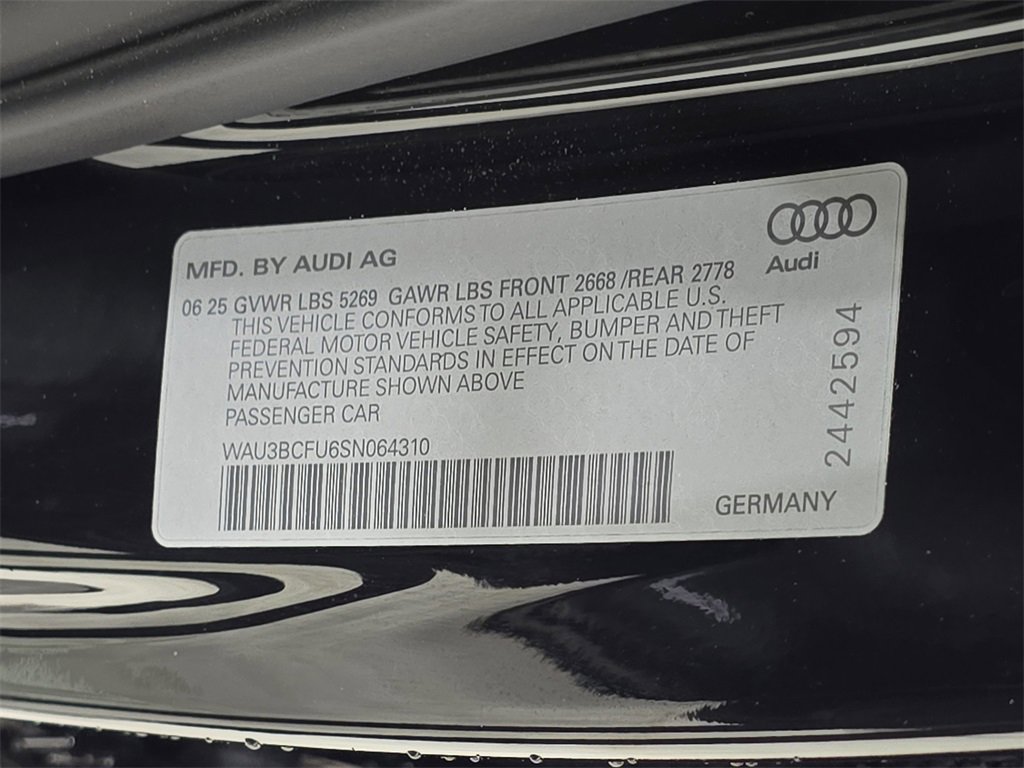 MFD. BY AUDI AG
Audi
06 25 GVWR LBS 5269 GAWR LBS FRONT 2668 /REAR 2778
THIS VEHICLE CONFORMS TO ALL APPLICABLE U.S.
FEDERAL MOTOR VEHICLE SAFETY, BUMPER AND THEFT
PREVENTION STANDARDS IN EFFECT ON THE DATE OF
MANUFACTURE SHOWN ABOVE
PASSENGER CAR
WAU3BCFU6SN064310
2442594
GERMANY